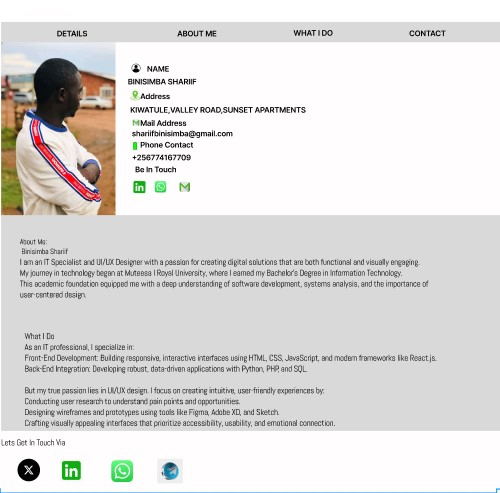 DETAILS ABOUT ME WHAT I DO CONTACT
NAME
BINISIMBA SHARIIF
Address
KIWATULE,VALLEY ROAD,SUNSET APARTMENTS
Mail Address
shariifbinisimba@gmail.com
Phone Contact
+256774167709
Be In Touch
About Me:
Binisimba Shariif
I am an IT Specialist and UI/UX Designer with a passion for creating digital solutions that are both functional and visually engaging.
My journey in technology began at Muteesa I Royal University, where I earned my Bachelor's Degree in Information Technology.
This academic foundation equipped me with a deep understanding of software development, systems analysis, and the importance of
user-centered design.
What I Do
As an IT professional, I specialize in:
Front-End Development: Building responsive, interactive interfaces using HTML, CSS, JavaScript, and modern frameworks like React.js.
Back-End Integration: Developing robust, data-driven applications with Python, PHP, and SQL.
But my true passion lies in UI/UX design. I focus on creating intuitive, user-friendly experiences by:
Conducting user research to understand pain points and opportunities.
Designing wireframes and prototypes using tools like Figma, Adobe XD, and Sketch.
Crafting visually appealing interfaces that prioritize accessibility, usability, and emotional connection.
Lets Get In Touch Via